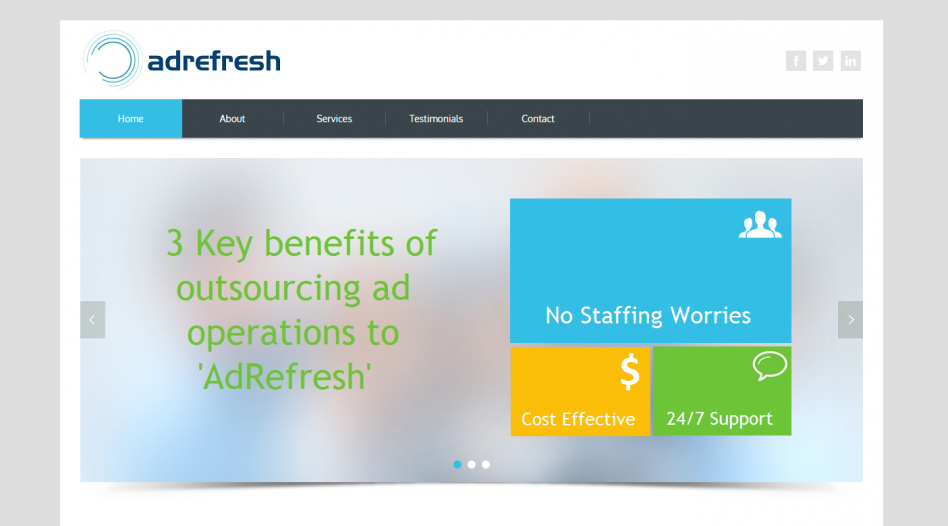 adrefresh
Home About Services Testimonials Contact
3 Key benefits of
outsourcing ad
operations to
'AdRefresh'
No Staffing Worries
$
Cost Effective
24/7 Support